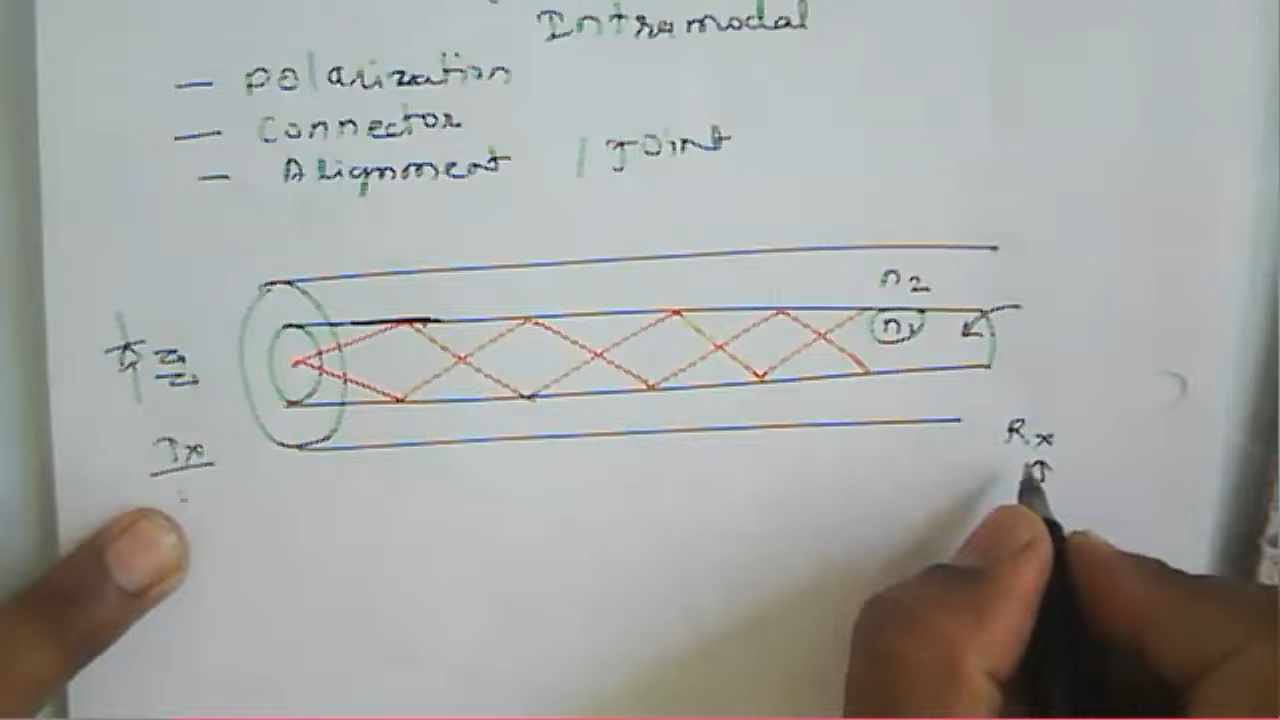 Intramodal
— polarization
— Connector
— Alignment / Joint
n2
n1
Tx
Rx